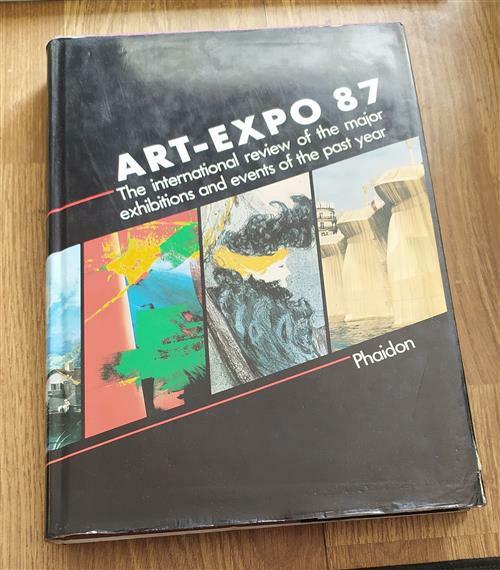 ART-EXPO 87
The international review of the major
exhibitions and events of the past year
Phaidon